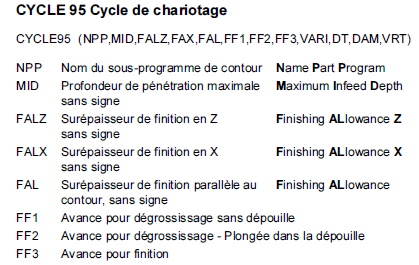 CYCLE 95 Cycle de chariotage
CYCLE95 (NPP,MID,FALZ,FAX,FAL,FF1,FF2,FF3,VARI,DT,DAM,VRT)
NPP Nom du sous-programme de contour Name Part Program
MID Profondeur de pénétration maximale Maximum Infeed Depth
sans signe
FALZ Surépaisseur de finition en Z Finishing ALlowance Z
sans signe
FALX Surépaisseur de finition en X Finishing ALlowance X
sans signe
FAL Surépaisseur de finition parallèle au Finishing ALlowance
contour, sans signe
FF1 Avance pour dégrossissage sans dépouille
FF2 Avance pour dégrossissage - Plongée dans la dépouille
FF3 Avance pour finition